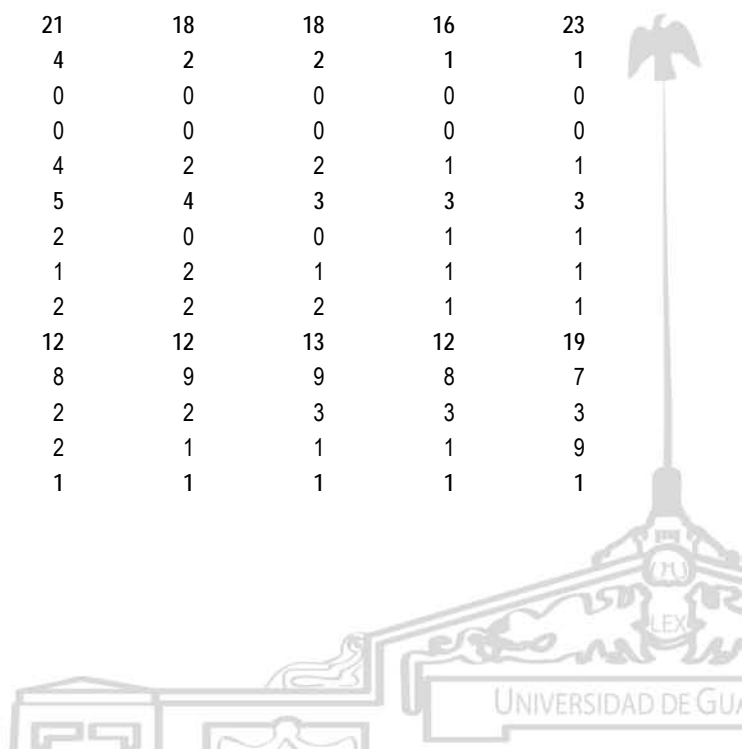 21 18 18 16 23
4 2 2 1 1
0 0 0 0 0
0 0 0 0 0
4 2 2 1 1
5 4 3 3 3
2 0 0 1 1
1 2 1 1 1
2 2 2 1 1
12 12 13 12 19
8 9 9 8 7
2 2 3 3 3
2 1 1 1 9
1 1 1 1 1
LEX
UNIVERSIDAD DE GUA